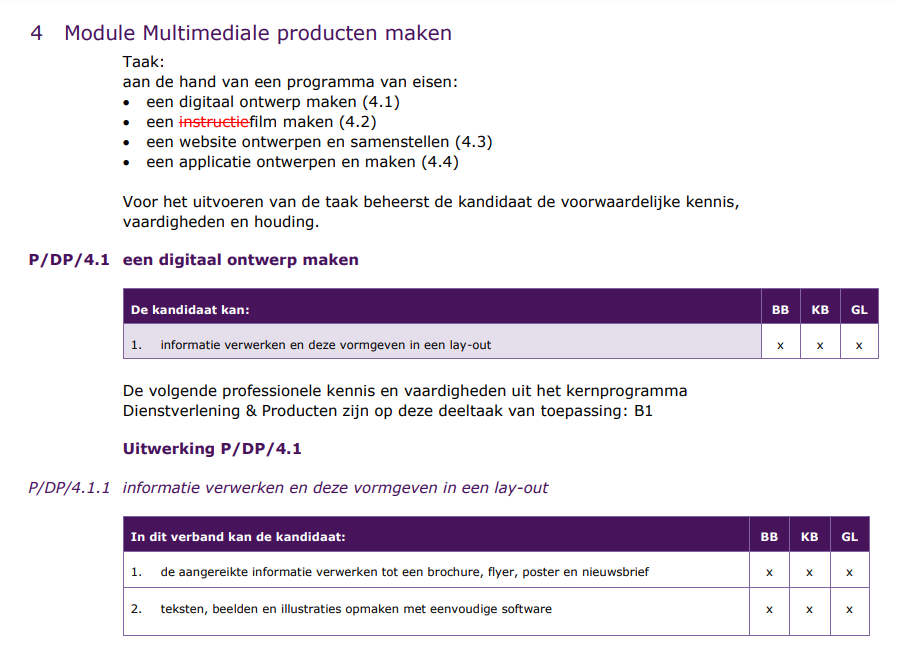 4 Module Multimediale producten maken
Taak:
aan de hand van een programma van eisen:
• een digitaal ontwerp maken (4.1)
• een instructiefilm maken (4.2)
• een website ontwerpen en samenstellen (4.3)
• een applicatie ontwerpen en maken (4.4)
Voor het uitvoeren van de taak beheerst de kandidaat de voorwaardelijke kennis,
vaardigheden en houding.
P/DP/4.1 een digitaal ontwerp maken
De kandidaat kan: BB KB GL
1. informatie verwerken en deze vormgeven in een lay-out x x x
De volgende professionele kennis en vaardigheden uit het kernprogramma
Dienstverlening & Producten zijn op deze deeltaak van toepassing: B1
Uitwerking P/DP/4.1
P/DP/4.1.1 informatie verwerken en deze vormgeven in een lay-out
In dit verband kan de kandidaat: BB KB GL
1. de aangereikte informatie verwerken tot een brochure, flyer, poster en nieuwsbrief x x x
2. teksten, beelden en illustraties opmaken met eenvoudige software x x x